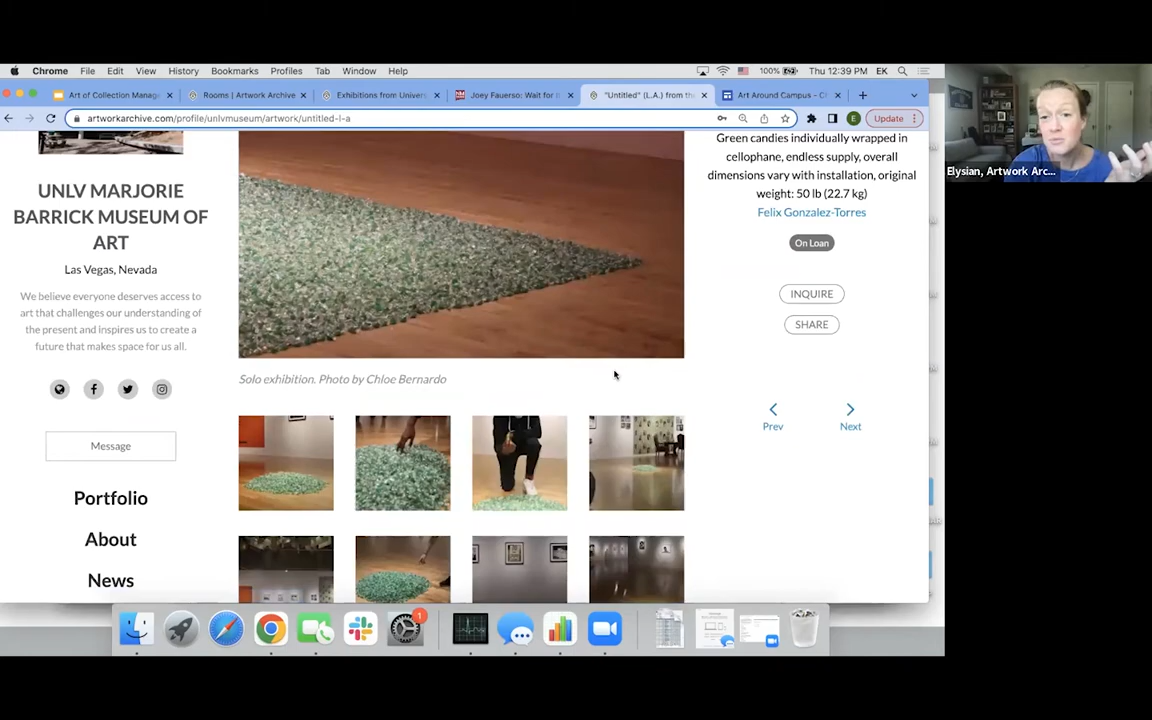 Chrome File Edit View History Bookmarks Profiles Tab Window Help 100% Thu 12:39 PM EK
Art of Collection Mana
Rooms | Artwork Archive
Exhibitions from Univer
Joey Fauerso: Wait for
"Untitled" (L.A.) from th
Art Around Campus - C
artworkarchive.com/profile/unlvmuseum/artwork/untitled-l-a
E
Update
UNLV MARJORIE
BARRICK MUSEUM OF
ART
Las Vegas, Nevada
We believe everyone deserves access to
art that challenges our understanding of
the present and inspires us to create a
future that makes space for us all.
Message
Portfolio
About
News
Solo exhibition. Photo by Chloe Bernardo
Green candies individually wrapped in
cellophane, endless supply, overall
dimensions vary with installation, original
weight: 50 lb (22.7 kg)
Felix Gonzalez-Torres
On Loan
INQUIRE
SHARE
Prev
Next
Elysian, Artwork Arc...
1